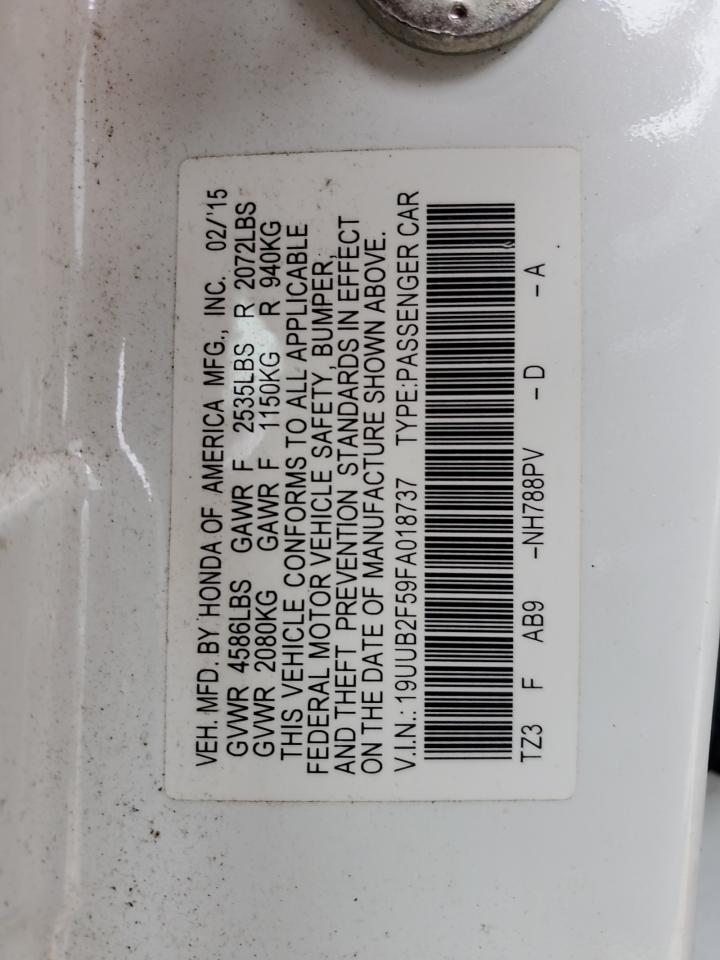 VEH. MFD. BY HONDA OF AMERICA MFG., INC. 02/'15
GVWR 4586LBS GAWR F 2535LBS R 2072LBS
GVWR 2080KG GAWR F 1150KG R 940KG
THIS VEHICLE CONFORMS TO ALL APPLICABLE
FEDERAL MOTOR VEHICLE SAFETY, BUMPER,
AND THEFT PREVENTION STANDARDS IN EFFECT
ON THE DATE OF MANUFACTURE SHOWN ABOVE.
V.I.N.: 19UUB2F59FA018737 TYPE:PASSENGER CAR
TZ3 F AB9 -NH788PV -D -A